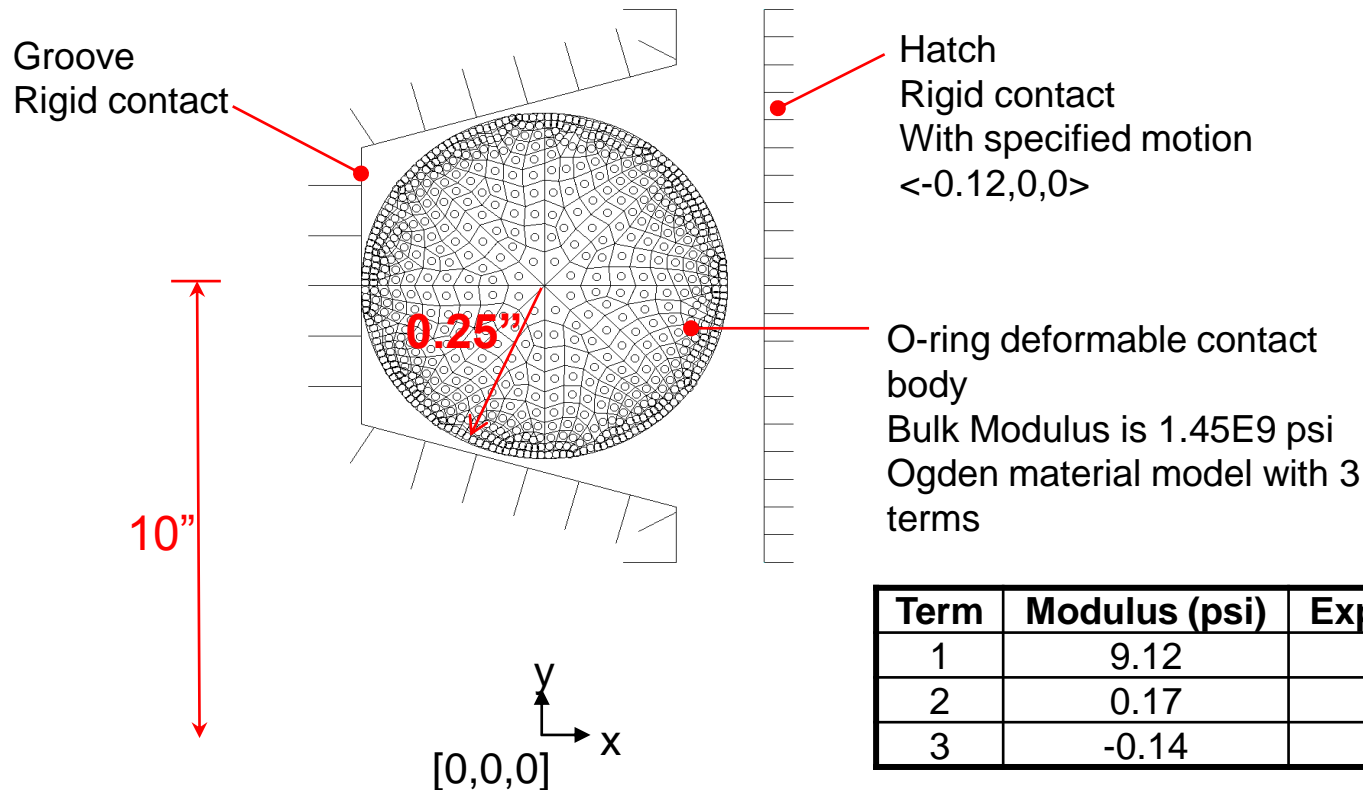 Groove
Rigid contact
Hatch
Rigid contact
With specified motion
<-0.12,0,0>
0.25”
O-ring deformable contact
body
Bulk Modulus is 1.45E9 psi
Ogden material model with 3
terms
10”
Term Modulus (psi) Exp
1 9.12
2 0.17
3 -0.14
y
x
[0,0,0]